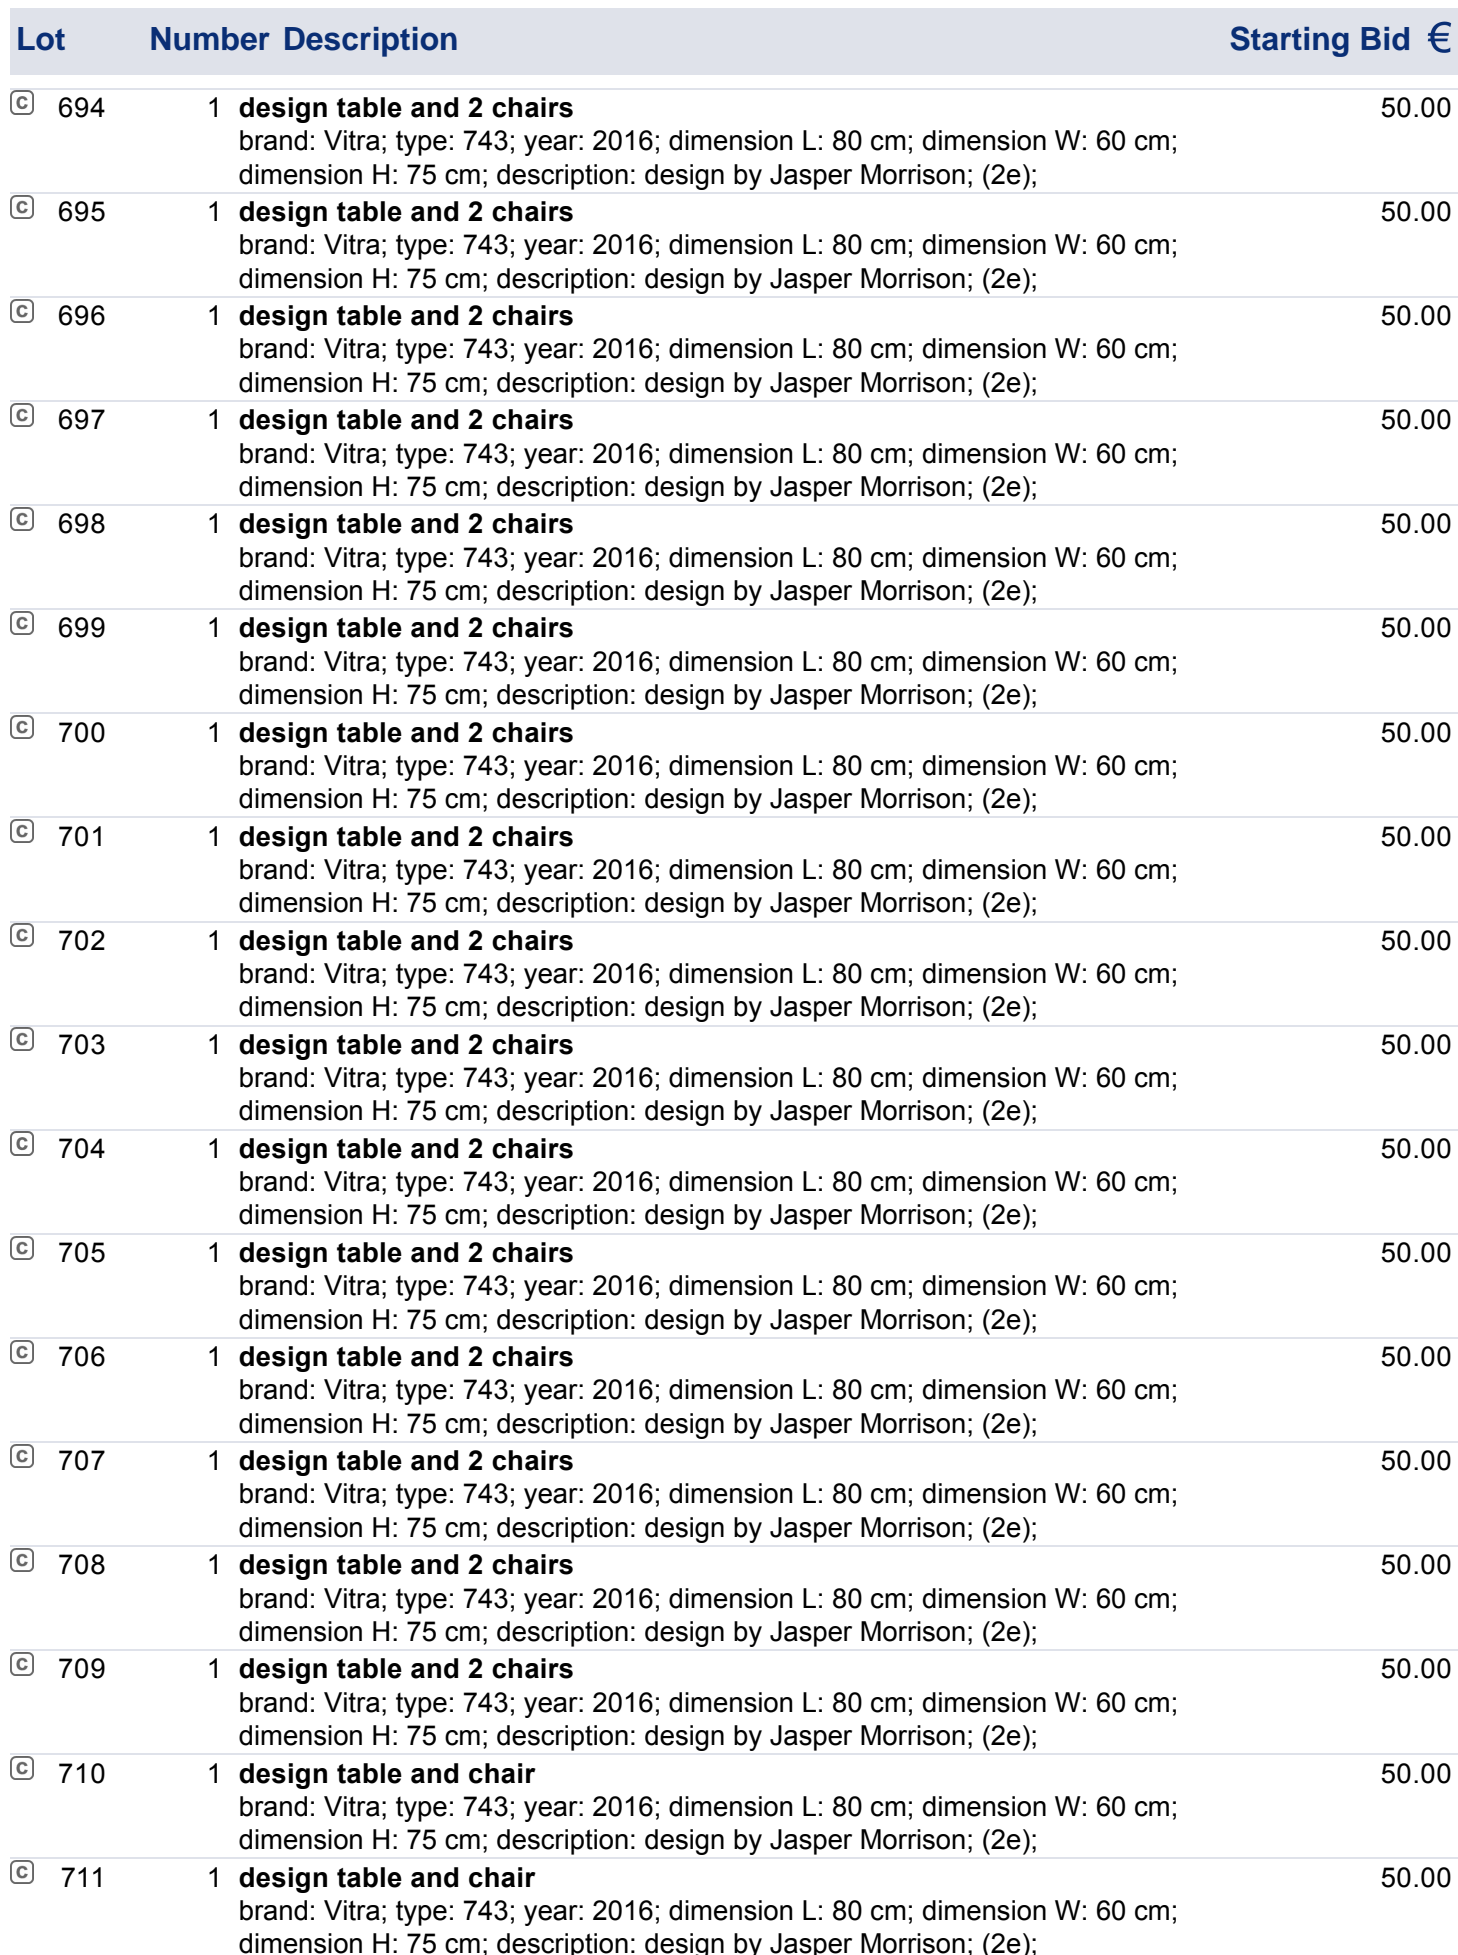 Lot Number Description Starting Bid €
C 694 1 design table and 2 chairs 50.00
brand: Vitra; type: 743; year: 2016; dimension L: 80 cm; dimension W: 60 cm;
dimension H: 75 cm; description: design by Jasper Morrison; (2e);
C 695 1 design table and 2 chairs 50.00
brand: Vitra; type: 743; year: 2016; dimension L: 80 cm; dimension W: 60 cm;
dimension H: 75 cm; description: design by Jasper Morrison; (2e);
C 696 1 design table and 2 chairs 50.00
brand: Vitra; type: 743; year: 2016; dimension L: 80 cm; dimension W: 60 cm;
dimension H: 75 cm; description: design by Jasper Morrison; (2e);
C 697 1 design table and 2 chairs 50.00
brand: Vitra; type: 743; year: 2016; dimension L: 80 cm; dimension W: 60 cm;
dimension H: 75 cm; description: design by Jasper Morrison; (2e);
C 698 1 design table and 2 chairs 50.00
brand: Vitra; type: 743; year: 2016; dimension L: 80 cm; dimension W: 60 cm;
dimension H: 75 cm; description: design by Jasper Morrison; (2e);
C 699 1 design table and 2 chairs 50.00
brand: Vitra; type: 743; year: 2016; dimension L: 80 cm; dimension W: 60 cm;
dimension H: 75 cm; description: design by Jasper Morrison; (2e);
C 700 1 design table and 2 chairs 50.00
brand: Vitra; type: 743; year: 2016; dimension L: 80 cm; dimension W: 60 cm;
dimension H: 75 cm; description: design by Jasper Morrison; (2e);
C 701 1 design table and 2 chairs 50.00
brand: Vitra; type: 743; year: 2016; dimension L: 80 cm; dimension W: 60 cm;
dimension H: 75 cm; description: design by Jasper Morrison; (2e);
C 702 1 design table and 2 chairs 50.00
brand: Vitra; type: 743; year: 2016; dimension L: 80 cm; dimension W: 60 cm;
dimension H: 75 cm; description: design by Jasper Morrison; (2e);
C 703 1 design table and 2 chairs 50.00
brand: Vitra; type: 743; year: 2016; dimension L: 80 cm; dimension W: 60 cm;
dimension H: 75 cm; description: design by Jasper Morrison; (2e);
C 704 1 design table and 2 chairs 50.00
brand: Vitra; type: 743; year: 2016; dimension L: 80 cm; dimension W: 60 cm;
dimension H: 75 cm; description: design by Jasper Morrison; (2e);
C 705 1 design table and 2 chairs 50.00
brand: Vitra; type: 743; year: 2016; dimension L: 80 cm; dimension W: 60 cm;
dimension H: 75 cm; description: design by Jasper Morrison; (2e);
C 706 1 design table and 2 chairs 50.00
brand: Vitra; type: 743; year: 2016; dimension L: 80 cm; dimension W: 60 cm;
dimension H: 75 cm; description: design by Jasper Morrison; (2e);
C 707 1 design table and 2 chairs 50.00
brand: Vitra; type: 743; year: 2016; dimension L: 80 cm; dimension W: 60 cm;
dimension H: 75 cm; description: design by Jasper Morrison; (2e);
C 708 1 design table and 2 chairs 50.00
brand: Vitra; type: 743; year: 2016; dimension L: 80 cm; dimension W: 60 cm;
dimension H: 75 cm; description: design by Jasper Morrison; (2e);
C 709 1 design table and 2 chairs 50.00
brand: Vitra; type: 743; year: 2016; dimension L: 80 cm; dimension W: 60 cm;
dimension H: 75 cm; description: design by Jasper Morrison; (2e);
C 710 1 design table and chair 50.00
brand: Vitra; type: 743; year: 2016; dimension L: 80 cm; dimension W: 60 cm;
dimension H: 75 cm; description: design by Jasper Morrison; (2e);
C 711 1 design table and chair 50.00
brand: Vitra; type: 743; year: 2016; dimension L: 80 cm; dimension W: 60 cm;
dimension H: 75 cm; description: design by Jasper Morrison; (2e);